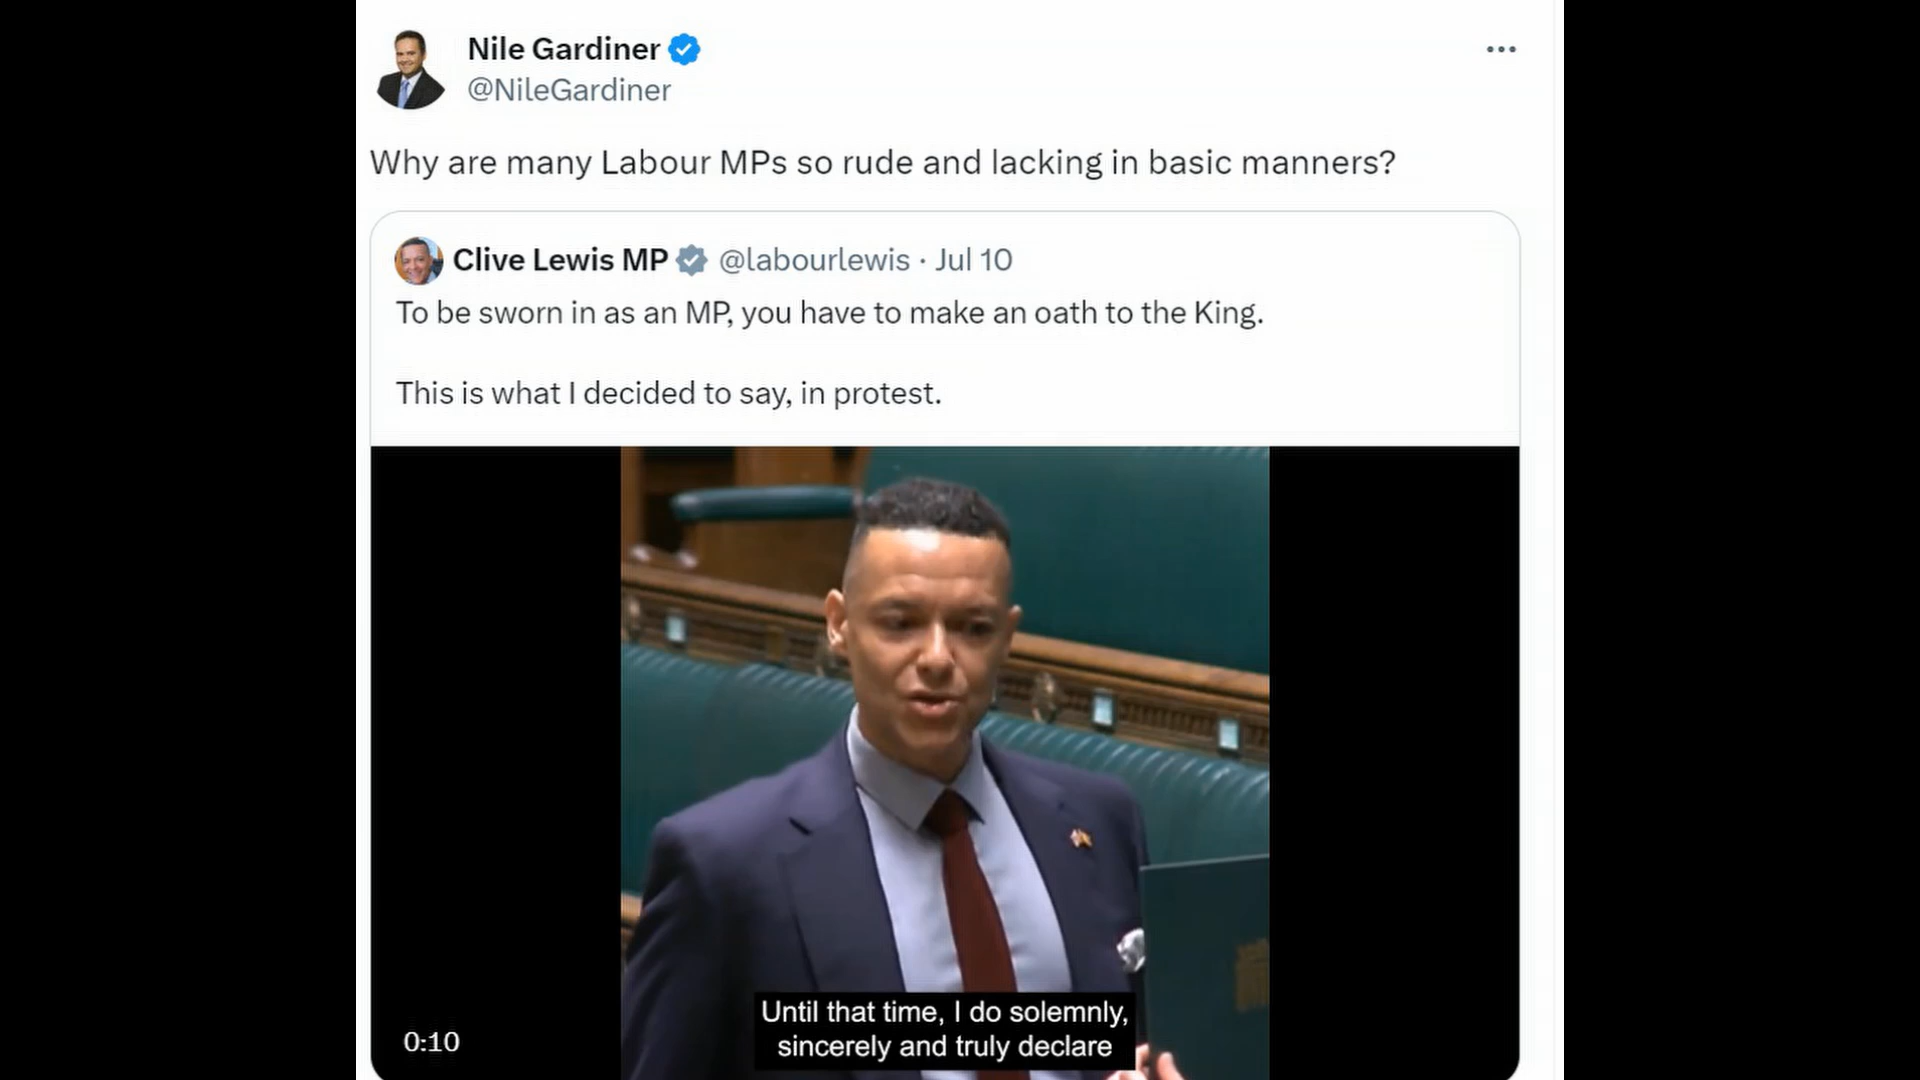 Nile Gardiner
@NileGardiner
Why are many Labour MPs so rude and lacking in basic manners?
Clive Lewis MP @labourlewis · Jul 10
To be sworn in as an MP, you have to make an oath to the King.
This is what I decided to say, in protest.
Until that time, I do solemnly,
sincerely and truly declare
0:10